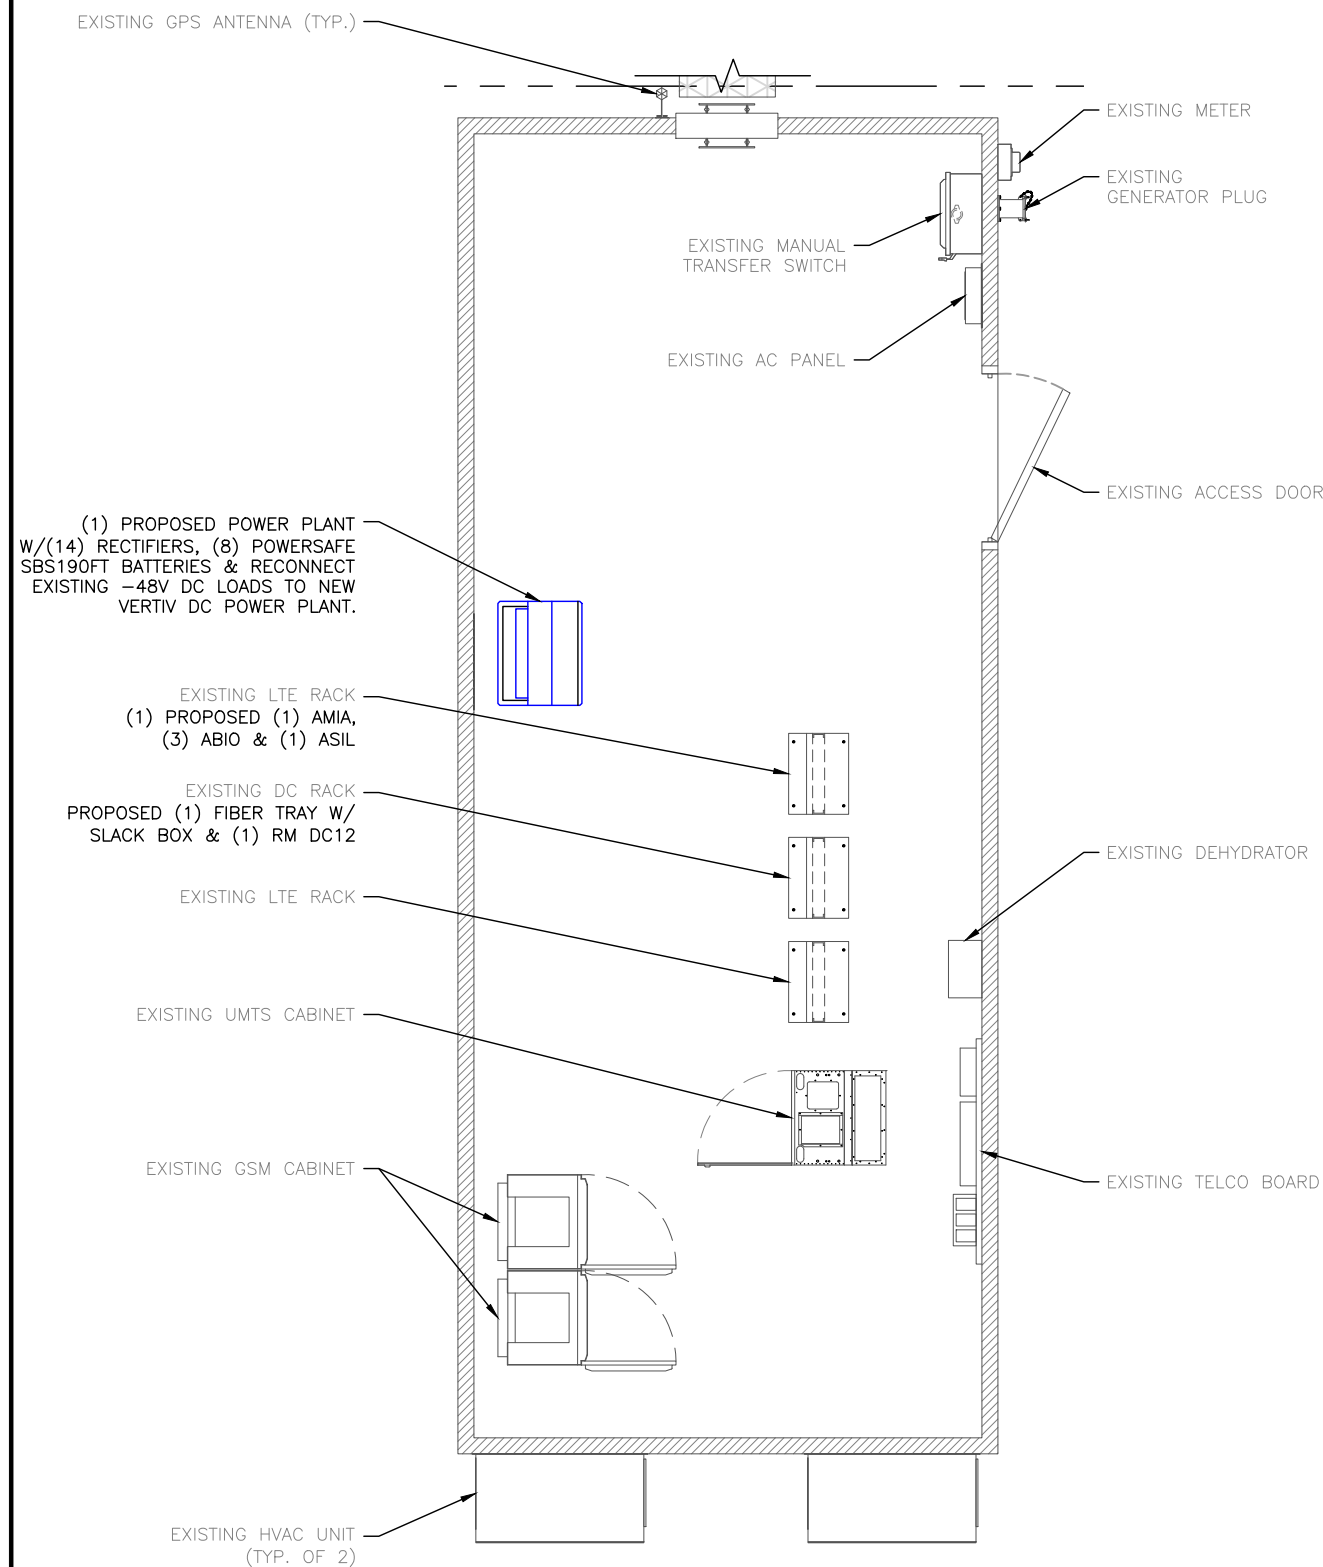 EXISTING GPS ANTENNA (TYP.)
EXISTING METER
EXISTING
GENERATOR PLUG
EXISTING MANUAL
TRANSFER SWITCH
EXISTING AC PANEL
EXISTING ACCESS DOOR
(1) PROPOSED POWER PLANT
W/(14) RECTIFIERS, (8) POWERSAFE
SBS190FT BATTERIES & RECONNECT
EXISTING -48V DC LOADS TO NEW
VERTIV DC POWER PLANT.
EXISTING LTE RACK
(1) PROPOSED (1) AMIA,
(3) ABIO & (1) ASIL
EXISTING DC RACK
PROPOSED (1) FIBER TRAY W/
SLACK BOX & (1) RM DC12
EXISTING DEHYDRATOR
EXISTING LTE RACK
EXISTING UMTS CABINET
EXISTING GSM CABINET
EXISTING TELCO BOARD
EXISTING HVAC UNIT
(TYP. OF 2)